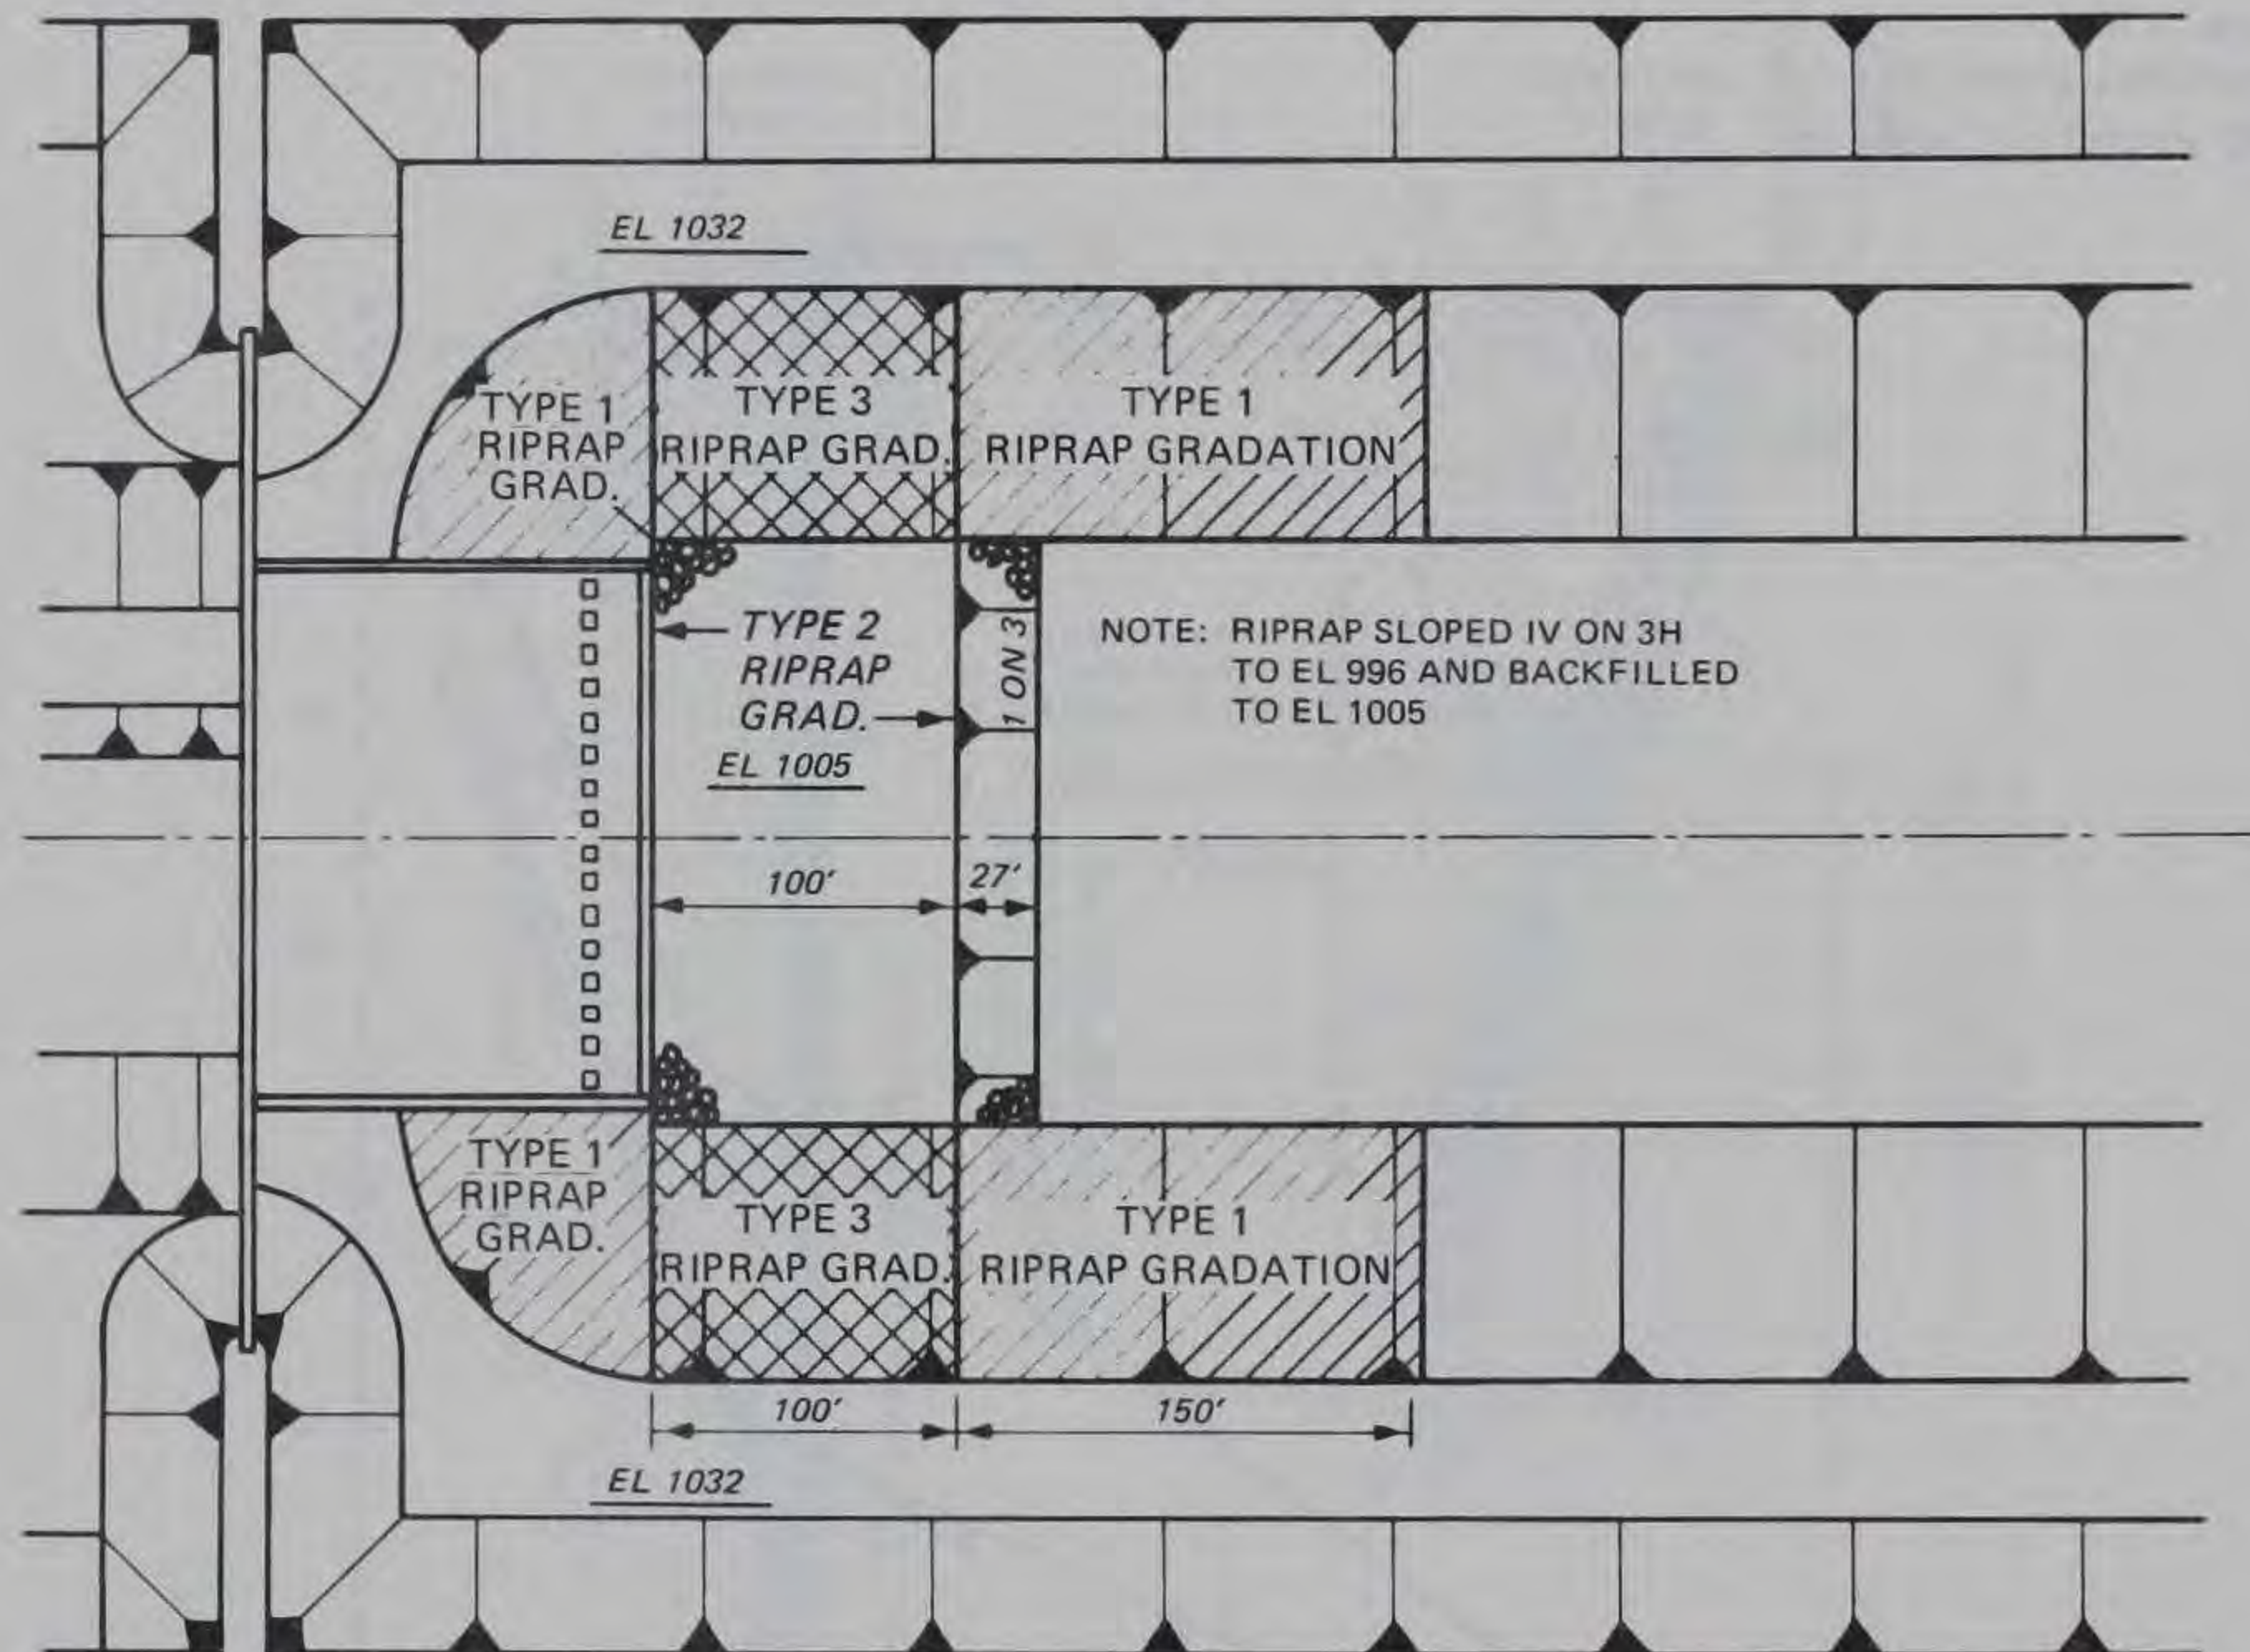 EL 1032
TYPE 1
RIPRAP
GRAD.
TYPE 3
RIPRAP GRAD.
TYPE 1
RIPRAP GRADATION
TYPE 2
RIPRAP
GRAD.
1 ON 3
NOTE: RIPRAP SLOPED IV ON 3H
TO EL 996 AND BACKFILLED
TO EL 1005
EL 1005
100'
27'
TYPE 1
RIPRAP
GRAD.
TYPE 3
RIPRAP GRAD.
TYPE 1
RIPRAP GRADATION
100'
150'
EL 1032